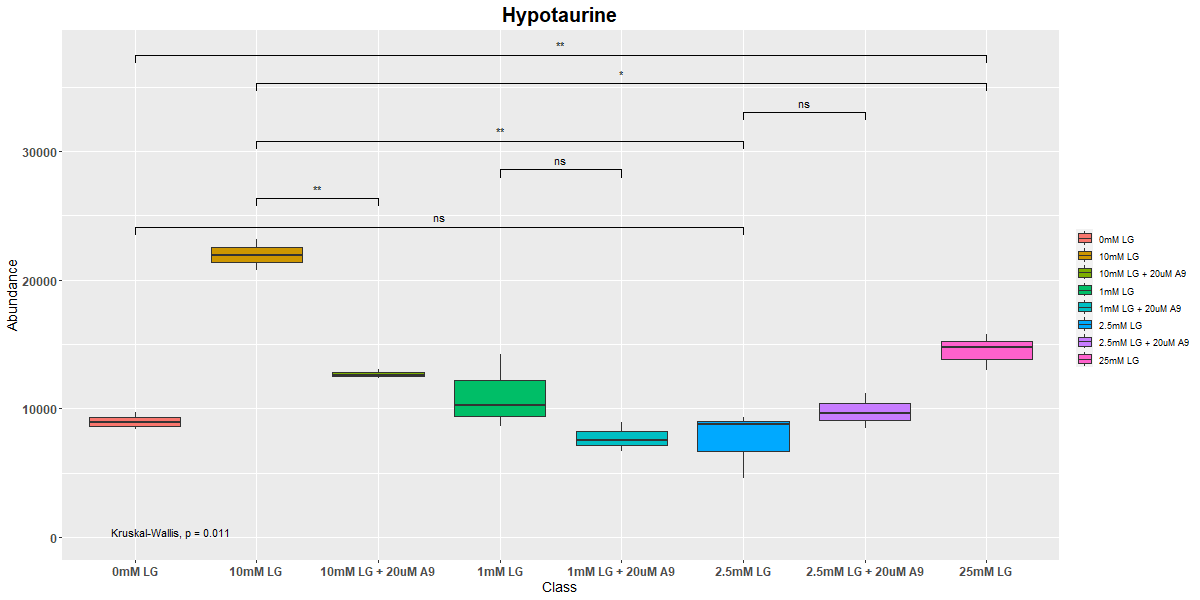 Hypotaurine
**
*
ns
**
ns
**
ns
30000
20000
10000
0
Abundance
Kruskal-Wallis, p = 0.011
0mM LG
10mM LG
10mM LG + 20uM A9
1mM LG
1mM LG + 20uM A9
2.5mM LG
2.5mM LG + 20uM A9
25mM LG
Class
0mM LG
10mM LG
10mM LG + 20uM A9
1mM LG
1mM LG + 20uM A9
2.5mM LG
2.5mM LG + 20uM A9
25mM LG